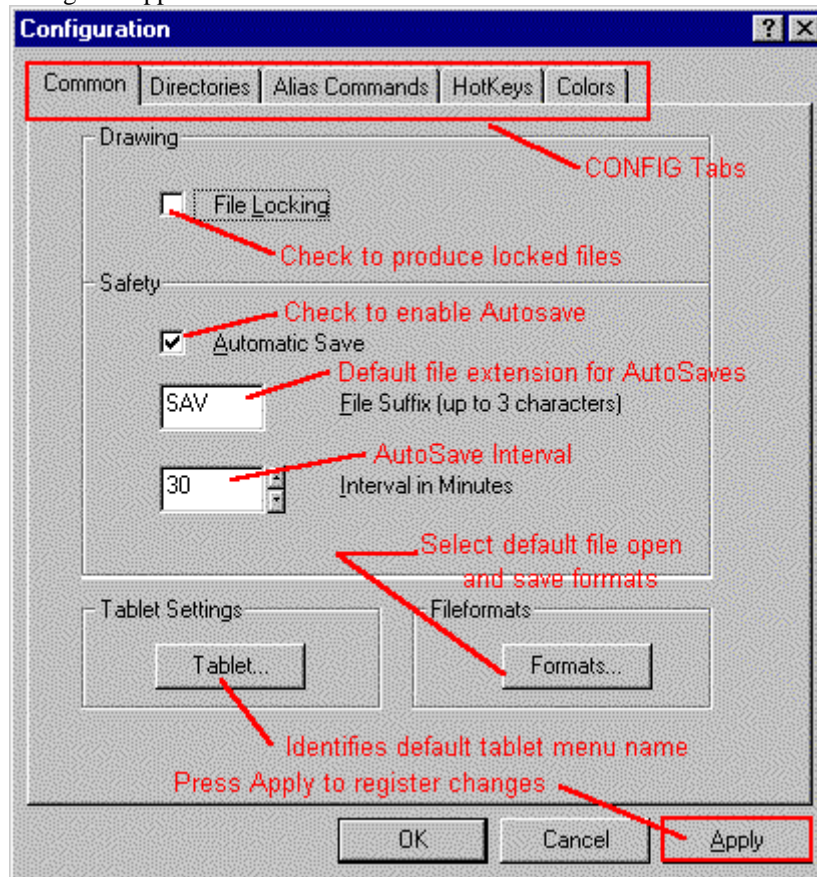 Configuration
Common Directories Alias Commands HotKeys Colors
CONFIG Tabs
Drawing
File Locking
Check to produce locked files
Safety
Check to enable Autosave
Automatic Save
Default file extension for AutoSaves
SAV File Suffix (up to 3 characters)
AutoSave Interval
30 Interval in Minutes
Select default file open
and save formats
Tablet Settings Fileformats
Tablet... Formats...
Identifies default tablet menu name
Press Apply to register changes
OK Cancel Apply